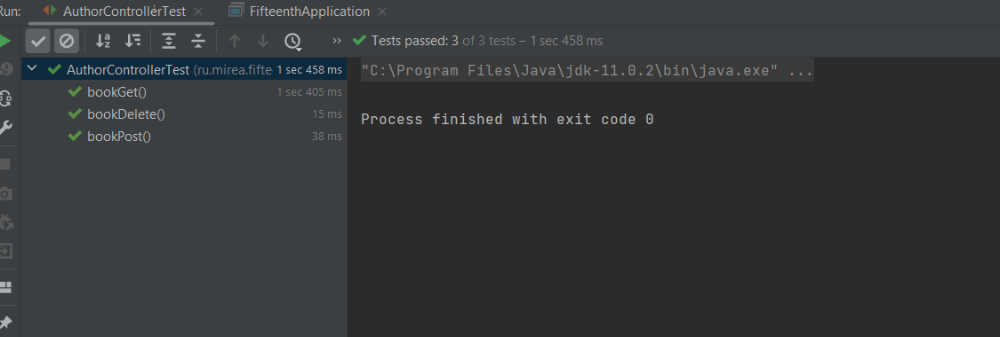 Run: AuthorControllerTest FifteenthApplication
Tests passed: 3 of 3 tests – 1 sec 458 ms
AuthorControllerTest (ru.mirea.fifte 1 sec 458 ms
"C:\Program Files\Java\jdk-11.0.2\bin\java.exe" ...
bookGet() 1 sec 405 ms
bookDelete() 15 ms
Process finished with exit code 0
bookPost() 38 ms